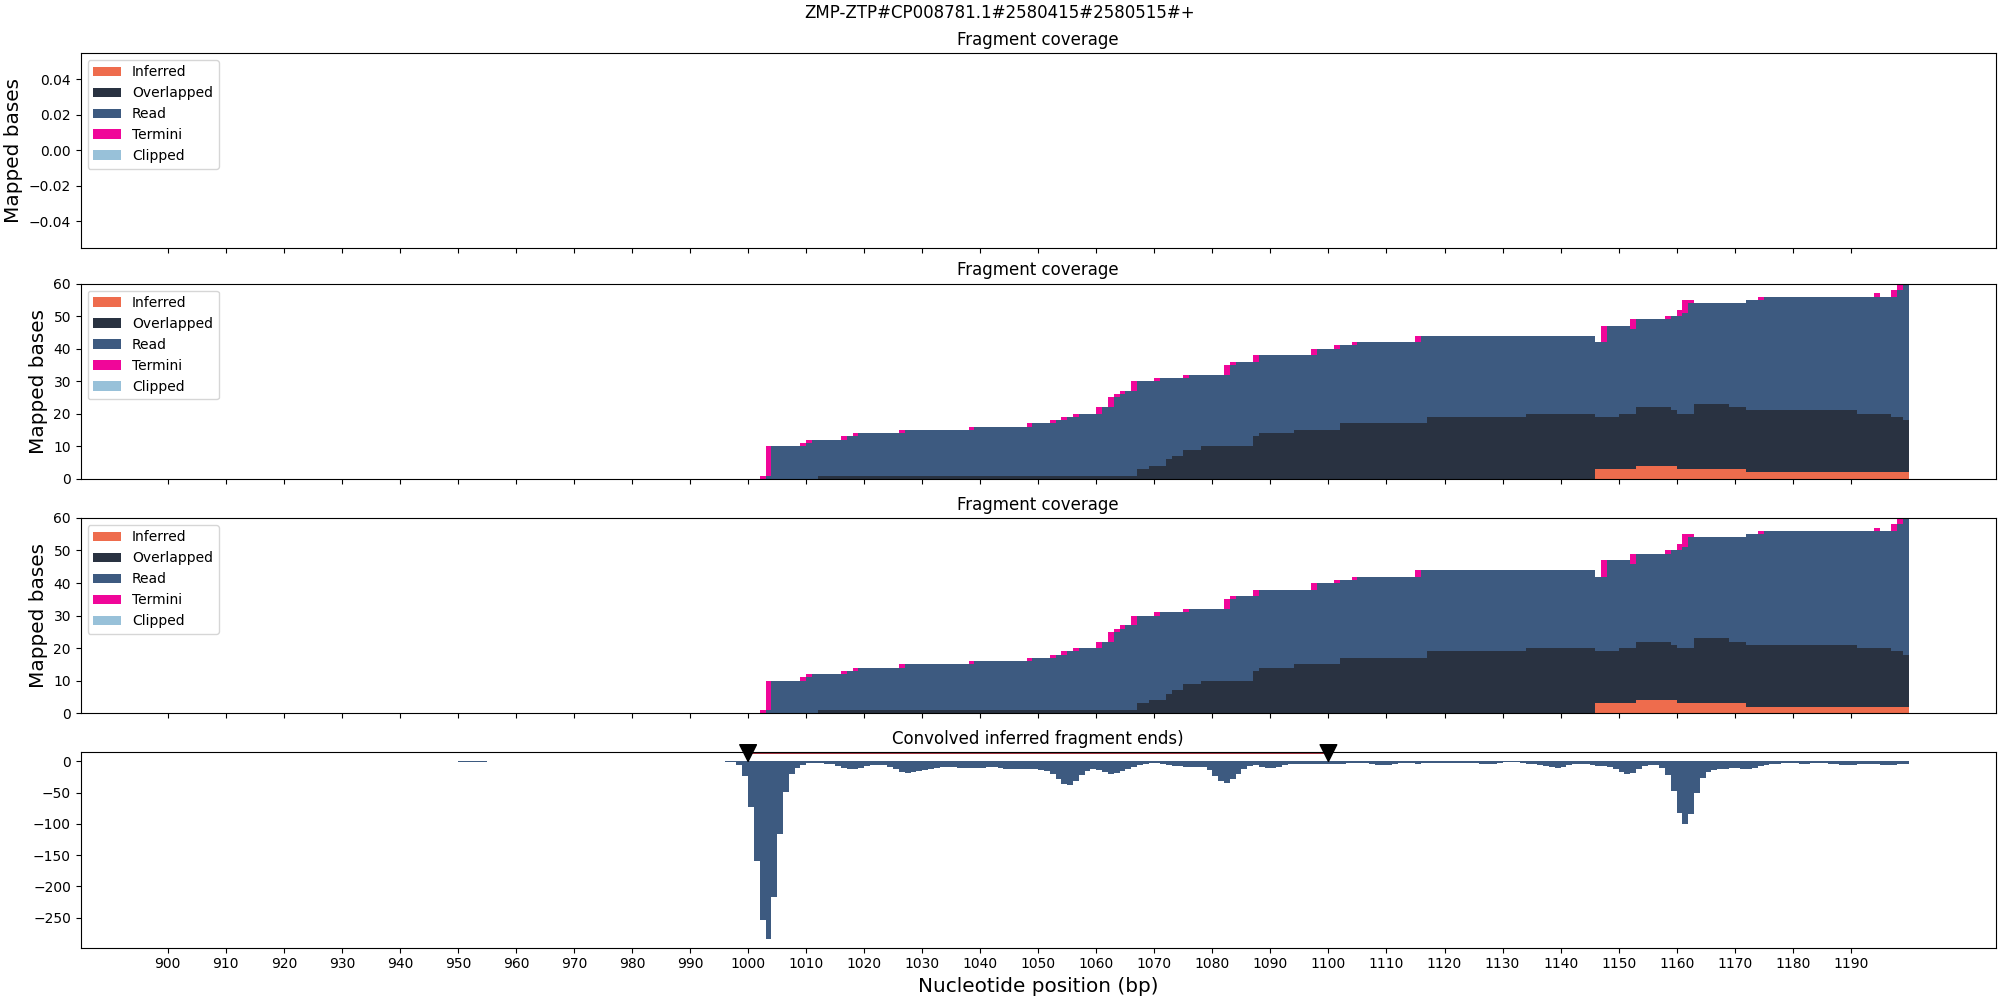 ZMP-ZTP#CP008781.1#2580415#2580515#+
Fragment coverage
Mapped bases
0.04
0.02
0.00
−0.02
−0.04
Inferred
Overlapped
Read
Termini
Clipped
Fragment coverage
Mapped bases
60
50
40
30
20
10
0
Inferred
Overlapped
Read
Termini
Clipped
Fragment coverage
Mapped bases
60
50
40
30
20
10
0
Inferred
Overlapped
Read
Termini
Clipped
Convolved inferred fragment ends)
0
−50
−100
−150
−200
−250
900 910 920 930 940 950 960 970 980 990 1000 1010 1020 1030 1040 1050 1060 1070 1080 1090 1100 1110 1120 1130 1140 1150 1160 1170 1180 1190
Nucleotide position (bp)